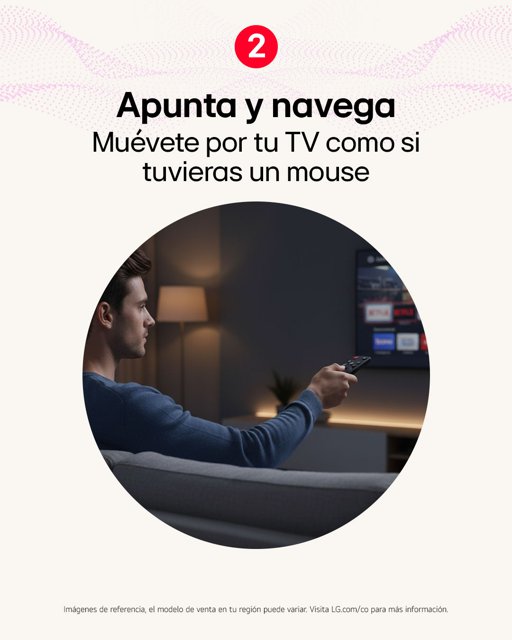 2
Apunta y navega
Muévete por tu TV como si
tuvieras un mouse
NETFLIX
Imágenes de referencia, el modelo de venta en tu región puede variar. Visita LG.com/co para más información.